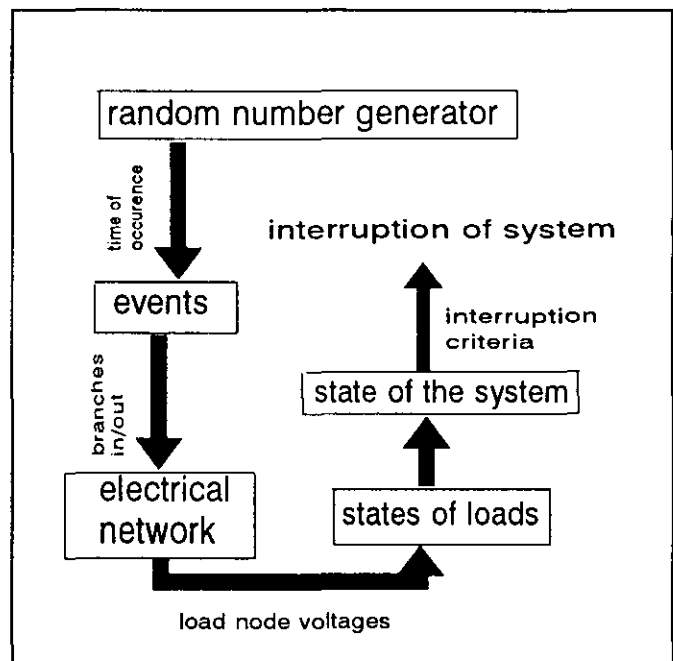 random number generator
time of
occurence
events
branches
in/out
electrical
network
load node voltages
states of loads
state of the system
interruption
criteria
interruption of system